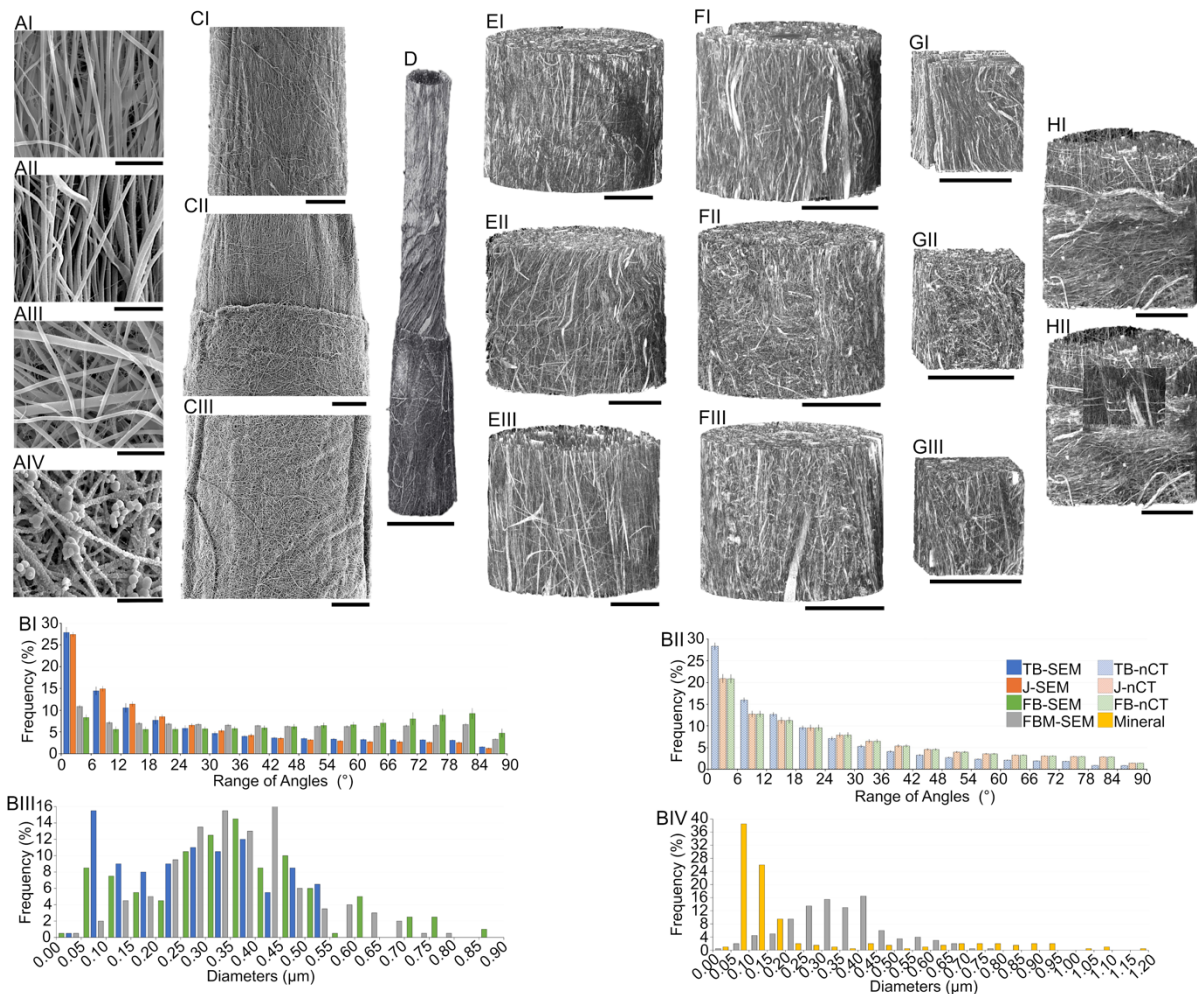 AI
AII
AIII
AIV
CI
CII
CIII
D
EI
EII
EIII
FI
FII
FIII
GI
GII
GIII
HI
HII
BI
Frequency (%)
30
25
20
15
10
5
0
0 6 12 18 24 30 36 42 48 54 60 66 72 78 84 90
Range of Angles (°)
BII
Frequency (%)
30
25
20
15
10
5
0
0 6 12 18 24 30 36 42 48 54 60 66 72 78 84 90
Range of Angles (°)
TB-SEM TB-nCT
J-SEM J-nCT
FB-SEM FB-nCT
FBM-SEM Mineral
BIII
Frequency (%)
16
14
12
10
8
6
4
2
0
0.00 0.05 0.10 0.15 0.20 0.25 0.30 0.35 0.40 0.45 0.50 0.55 0.60 0.65 0.70 0.75 0.80 0.90
Diameters (µm)
BIV
Frequency (%)
40
36
32
28
24
20
16
12
8
4
0
0.00 0.05 0.10 0.15 0.20 0.25 0.30 0.35 0.40 0.45 0.50 0.55 0.60 0.65 0.70 0.75 0.80 0.85 0.90 0.95 1.00 1.05 1.10 1.15 1.20
Diameters (µm)